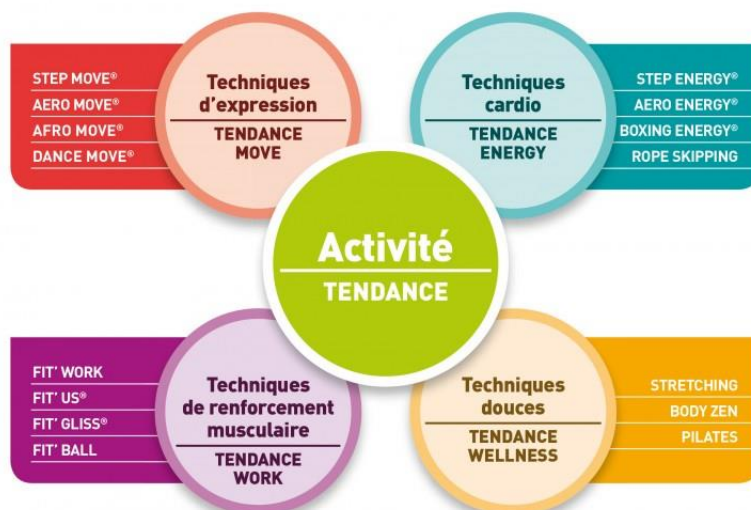 STEP MOVE®
AERO MOVE®
AFRO MOVE®
DANCE MOVE®
Techniques
d'expression
TENDANCE
MOVE
Techniques
cardio
TENDANCE
ENERGY
STEP ENERGY®
AERO ENERGY®
BOXING ENERGY®
ROPE SKIPPING
Activité
TENDANCE
FIT' WORK
FIT' US®
FIT' GLISS®
FIT' BALL
Techniques
de renforcement
musculaire
TENDANCE
WORK
Techniques
douces
TENDANCE
WELLNESS
STRETCHING
BODY ZEN
PILATES